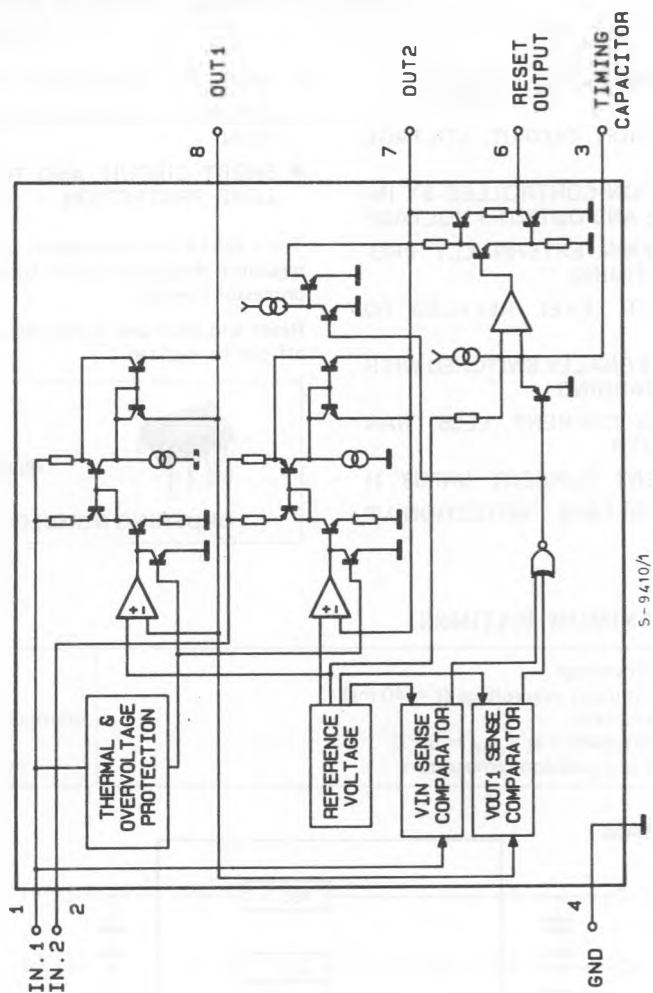 IN.1
1
IN.2
2
THERMAL &
OVERVOLTAGE
PROTECTION
8
OUT1
REFERENCE
VOLTAGE
7
OUT2
VIN SENSE
COMPARATOR
VOUT1 SENSE
COMPARATOR
6
RESET
OUTPUT
3
TIMING
CAPACITOR
GND
4
S-9410/1